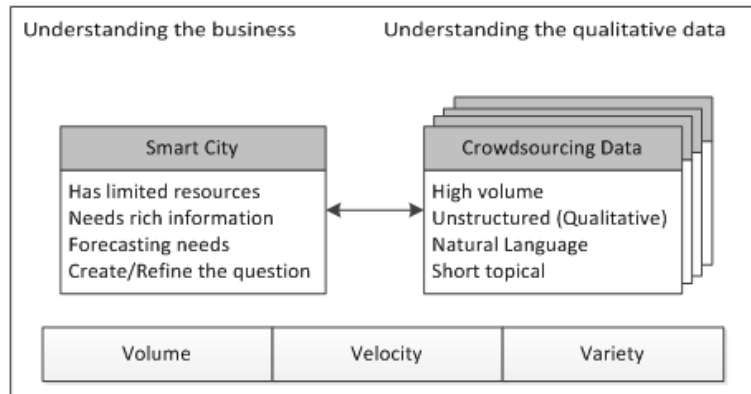 Understanding the business
Understanding the qualitative data
Smart City
Has limited resources
Needs rich information
Forecasting needs
Create/Refine the question
Crowdsourcing Data
High volume
Unstructured (Qualitative)
Natural Language
Short topical
Volume
Velocity
Variety